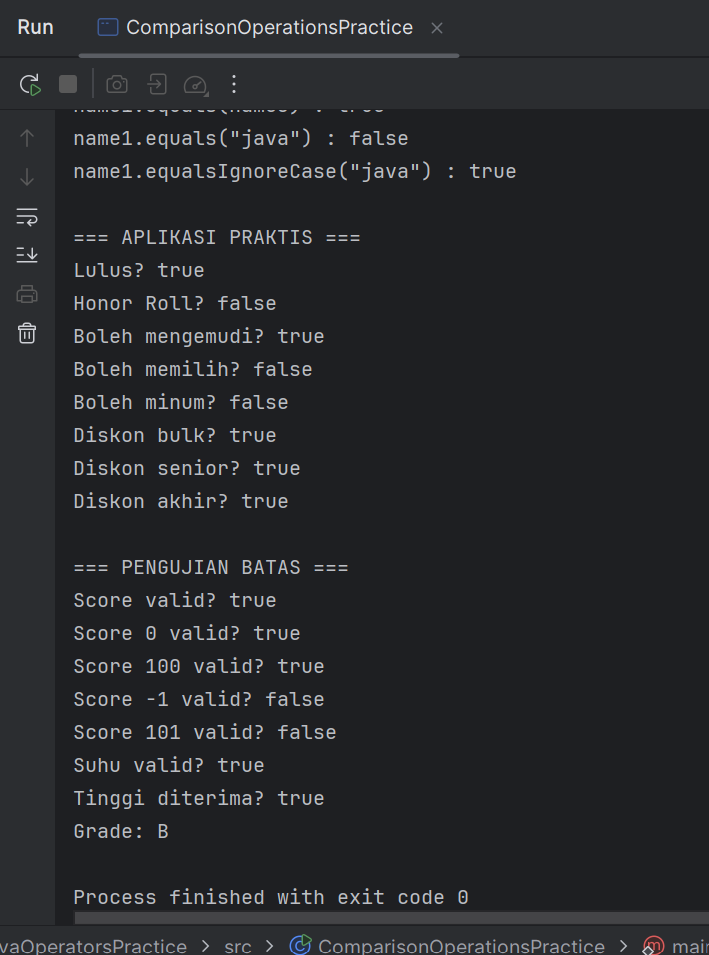 Run
ComparisonOperationsPractice
name1.equals("java") : false
name1.equalsIgnoreCase("java") : true
=== APLIKASI PRAKTIS ===
Lulus? true
Honor Roll? false
Boleh mengemudi? true
Boleh memilih? false
Boleh minum? false
Diskon bulk? true
Diskon senior? true
Diskon akhir? true
=== PENGUJIAN BATAS ===
Score valid? true
Score 0 valid? true
Score 100 valid? true
Score -1 valid? false
Score 101 valid? false
Suhu valid? true
Tinggi diterima? true
Grade: B
Process finished with exit code 0
vaOperatorsPractice > src > ComparisonOperationsPractice > mai